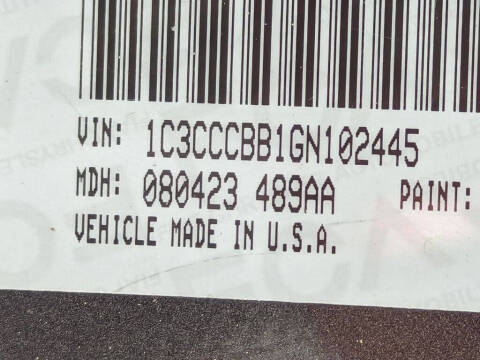 VIN: 1C3CCCBB1GN102445
MDH: 080423 489AA PAINT:
VEHICLE MADE IN U.S.A.